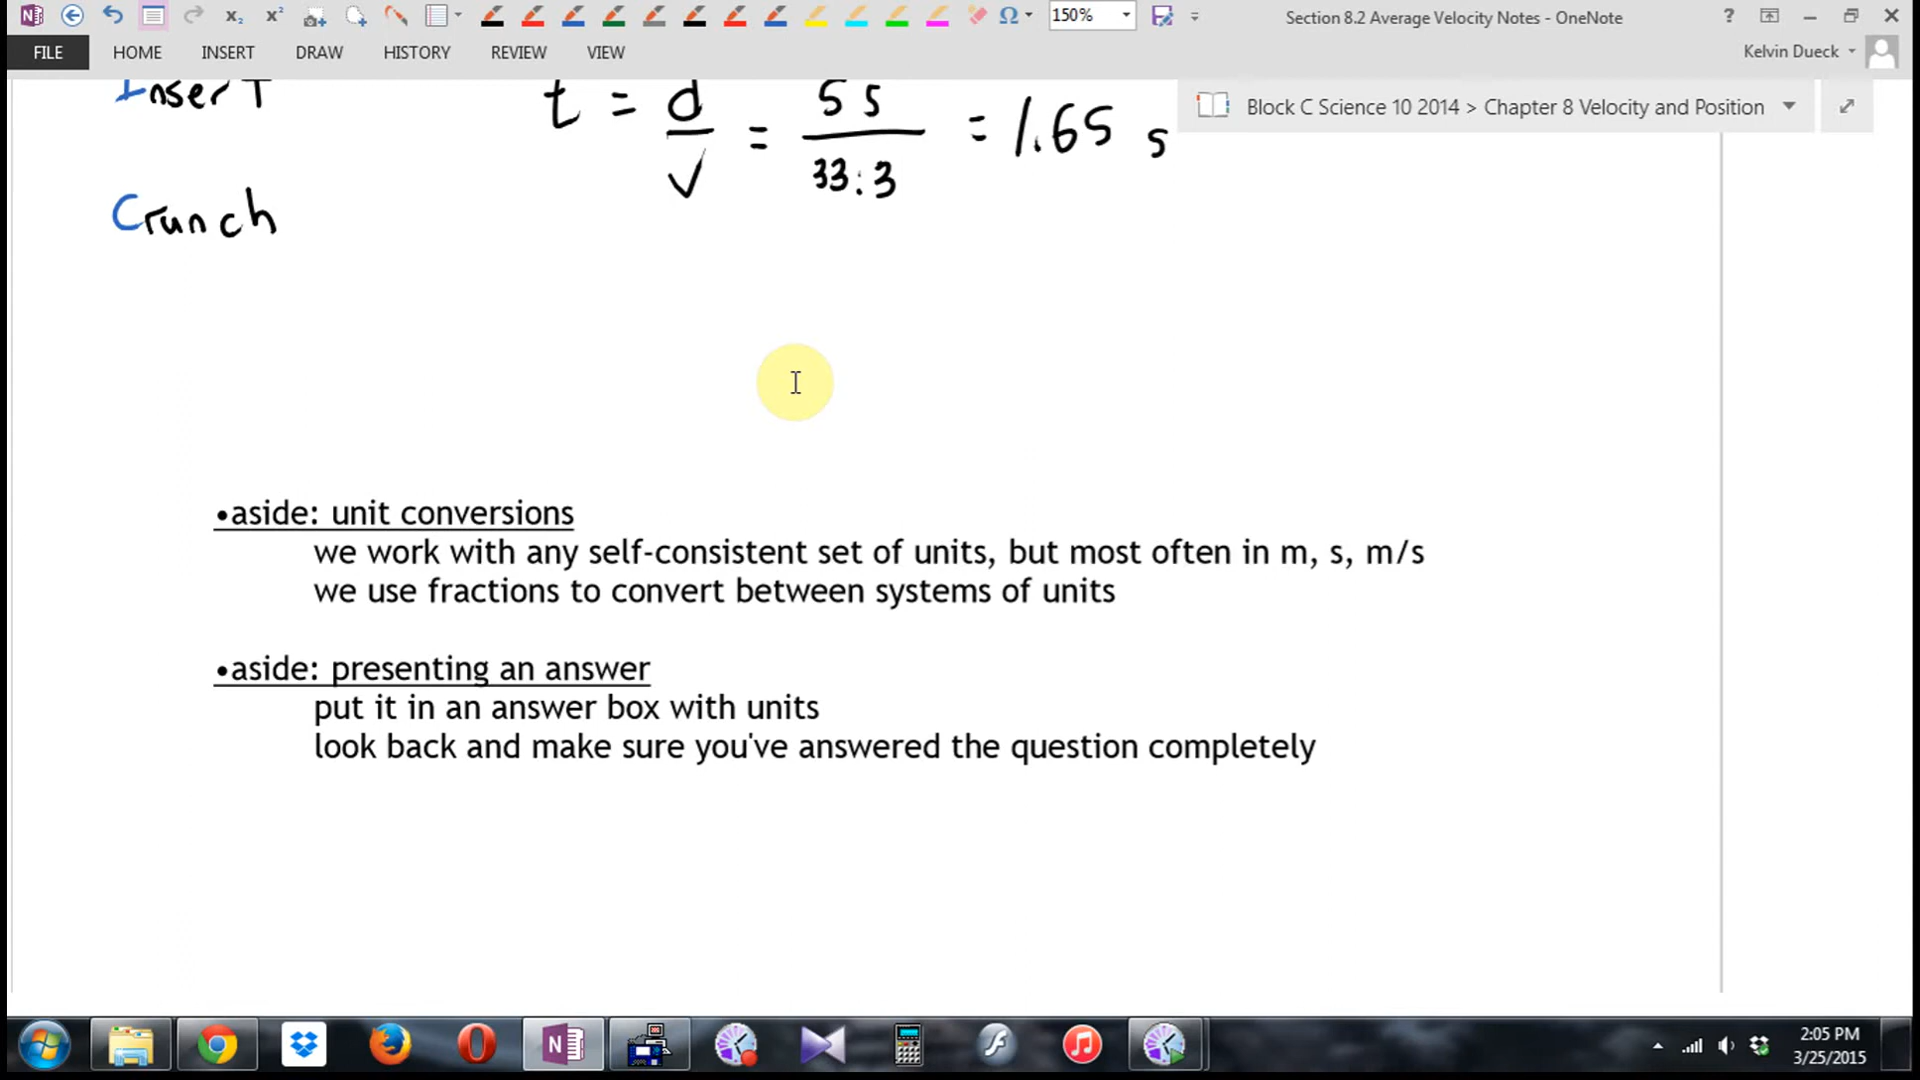 Section 8.2 Average Velocity Notes - OneNote
150%
FILE HOME INSERT DRAW HISTORY REVIEW VIEW
Kelvin Dueck
Block C Science 10 2014 > Chapter 8 Velocity and Position
Insert
t = d/v = 55/33.3 = 1.65 s
Crunch
•aside: unit conversions
we work with any self-consistent set of units, but most often in m, s, m/s
we use fractions to convert between systems of units
•aside: presenting an answer
put it in an answer box with units
look back and make sure you've answered the question completely
2:05 PM
3/25/2015